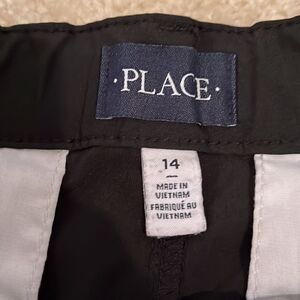 ·PLACE·
14
MADE IN
VIETNAM
FABRIQUÉ AU
VIETNAM